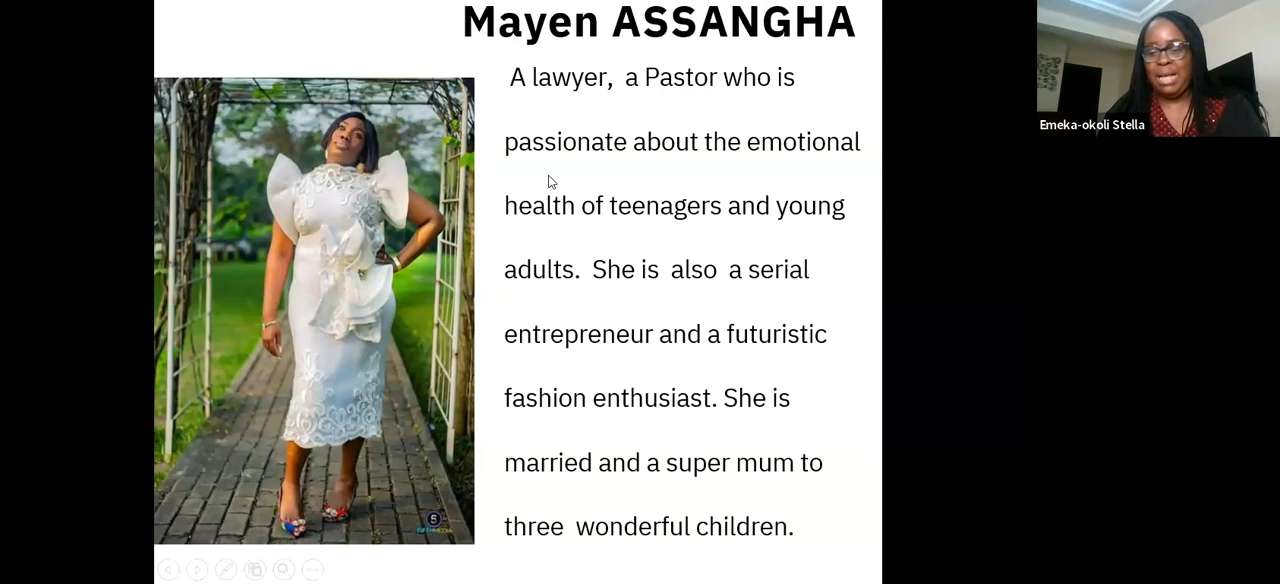 Mayen ASSANGHA
A lawyer, a Pastor who is
passionate about the emotional
health of teenagers and young
adults. She is also a serial
entrepreneur and a futuristic
fashion enthusiast. She is
married and a super mum to
three wonderful children.
Emeka-okoli Stella
5
FIFTHMEDIA